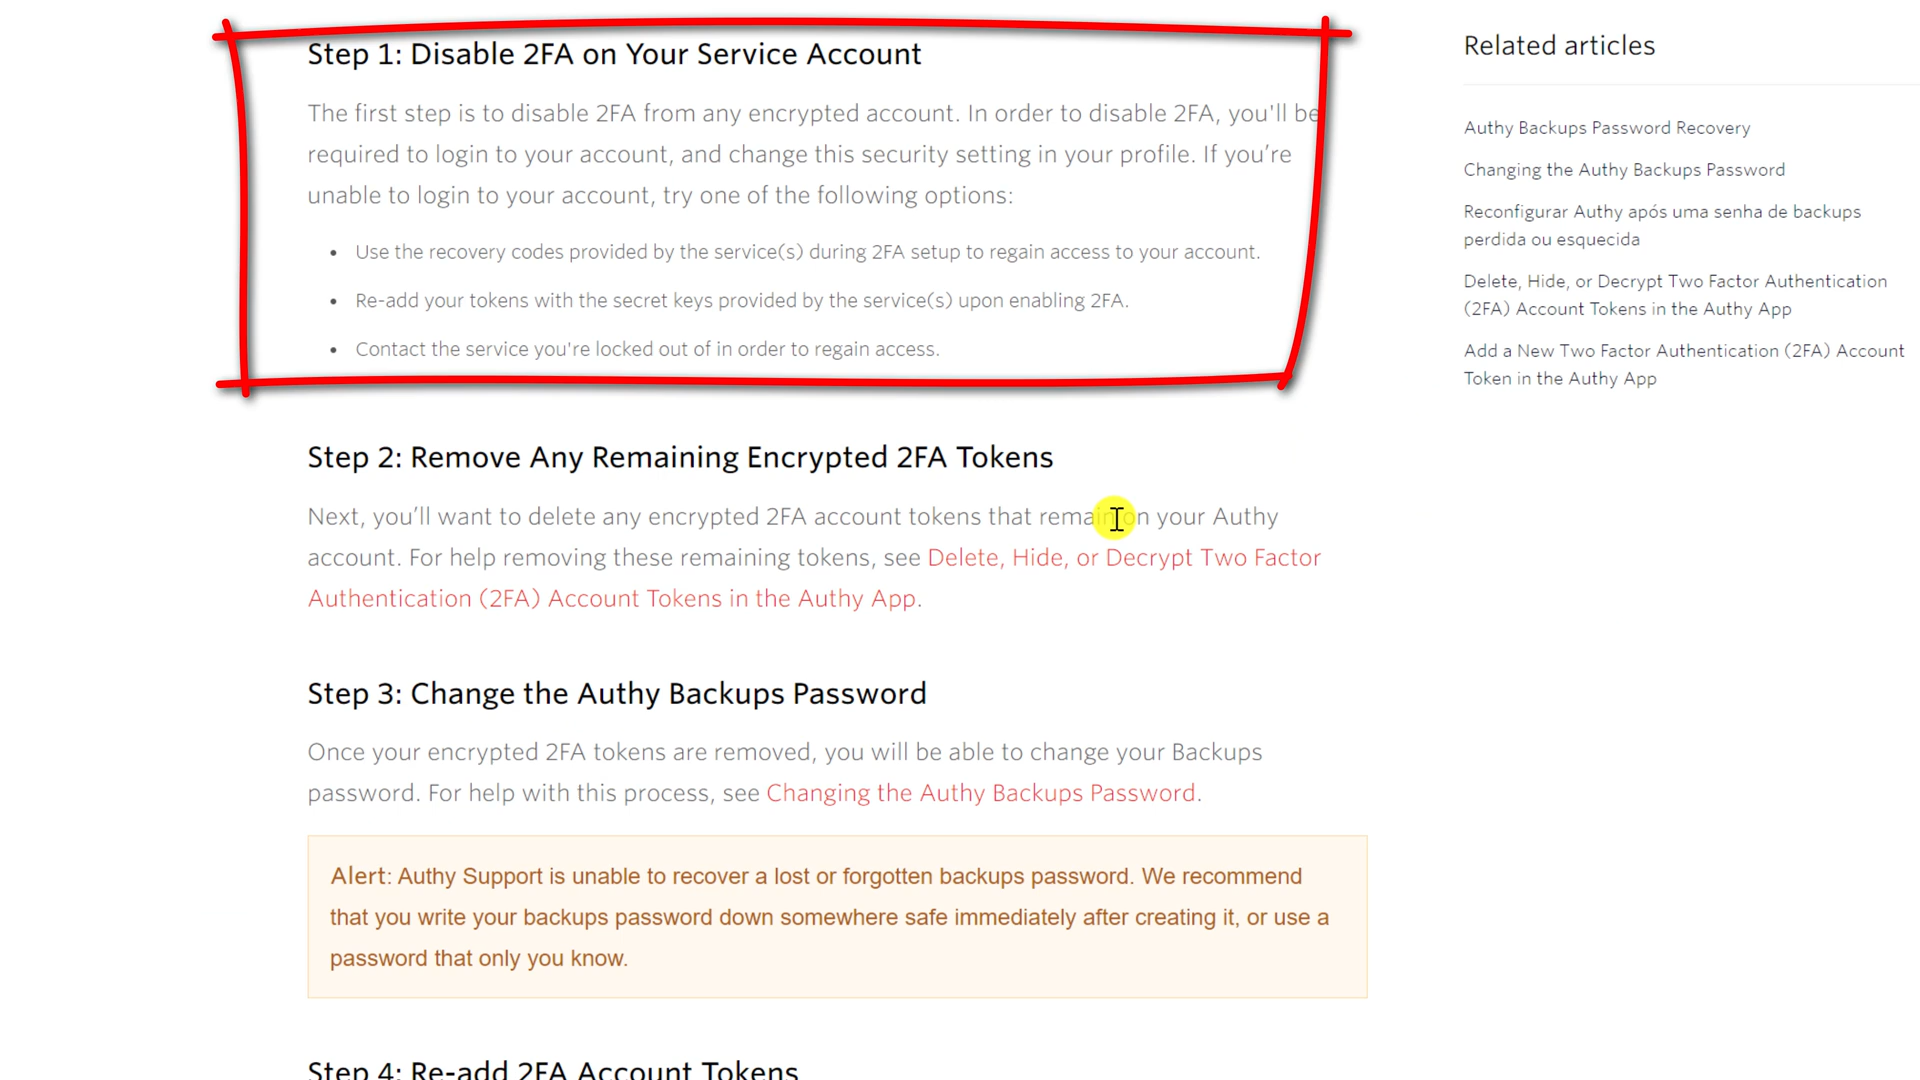 Step 1: Disable 2FA on Your Service Account
The first step is to disable 2FA from any encrypted account. In order to disable 2FA, you'll be
required to login to your account, and change this security setting in your profile. If you’re
unable to login to your account, try one of the following options:
• Use the recovery codes provided by the service(s) during 2FA setup to regain access to your account.
• Re-add your tokens with the secret keys provided by the service(s) upon enabling 2FA.
• Contact the service you're locked out of in order to regain access.
Step 2: Remove Any Remaining Encrypted 2FA Tokens
Next, you’ll want to delete any encrypted 2FA account tokens that remain on your Authy
account. For help removing these remaining tokens, see Delete, Hide, or Decrypt Two Factor
Authentication (2FA) Account Tokens in the Authy App.
Step 3: Change the Authy Backups Password
Once your encrypted 2FA tokens are removed, you will be able to change your Backups
password. For help with this process, see Changing the Authy Backups Password.
Alert: Authy Support is unable to recover a lost or forgotten backups password. We recommend
that you write your backups password down somewhere safe immediately after creating it, or use a
password that only you know.
Step 4: Re-add 2FA Account Tokens
Related articles
Authy Backups Password Recovery
Changing the Authy Backups Password
Reconfigurar Authy após uma senha de backups
perdida ou esquecida
Delete, Hide, or Decrypt Two Factor Authentication
(2FA) Account Tokens in the Authy App
Add a New Two Factor Authentication (2FA) Account
Token in the Authy App